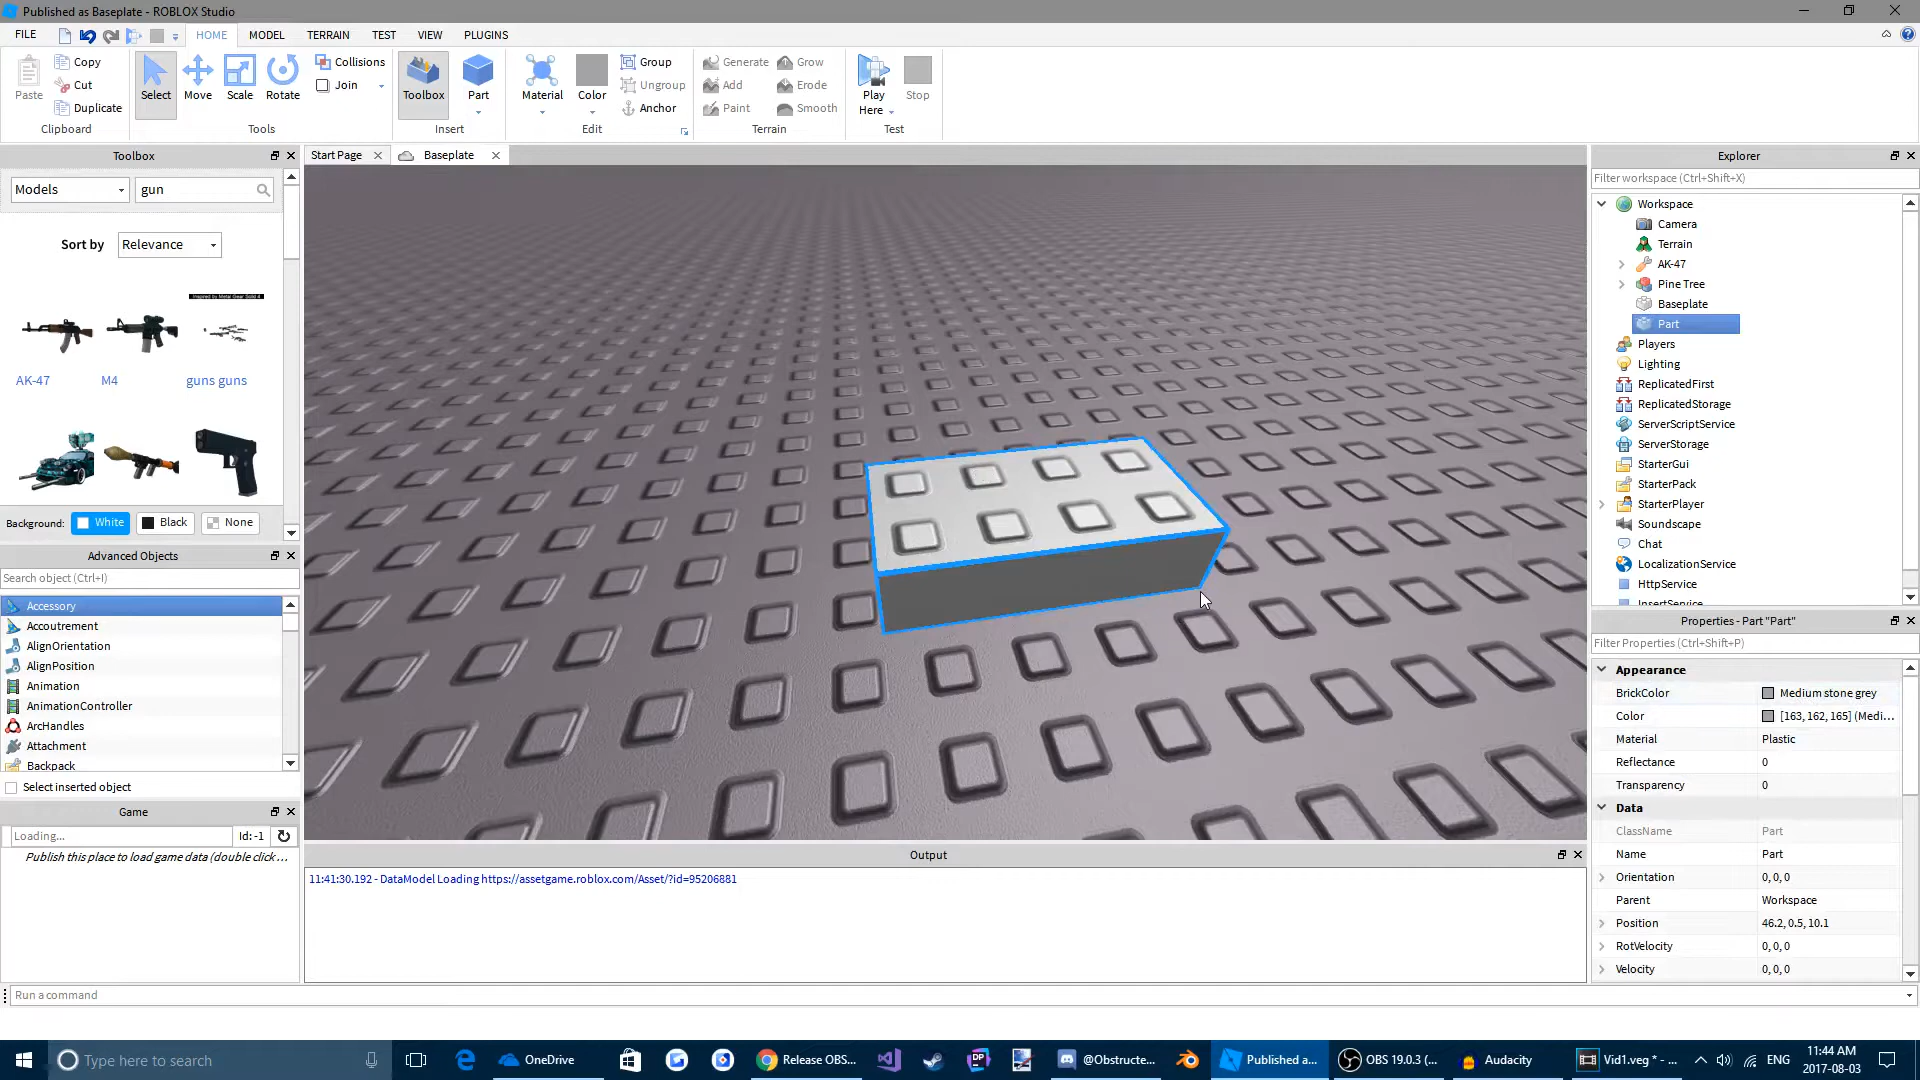 Published as Baseplate - ROBLOX Studio
FILE HOME MODEL TERRAIN TEST VIEW PLUGINS
Paste Copy Cut Duplicate Clipboard
Select Move Scale Rotate Collisions Join Tools
Toolbox Part Insert
Material Color Group Ungroup Anchor Edit
Generate Add Paint Grow Erode Smooth Terrain
Play Here Stop Test
Toolbox
Models gun
Sort by Relevance
Inspired by Metal Gear Solid 4
AK-47 M4 guns guns
Background: White Black None
Advanced Objects
Search object (Ctrl+I)
Accessory
Accoutrement
AlignOrientation
AlignPosition
Animation
AnimationController
ArcHandles
Attachment
Backpack
Select inserted object
Game
Loading... Id: -1
Publish this place to load game data (double click ...
Start Page Baseplate
Output
11:41:30.192 - DataModel Loading https://assetgame.roblox.com/Asset/?id=95206881
Explorer
Filter workspace (Ctrl+Shift+X)
Workspace
Camera
Terrain
AK-47
Pine Tree
Baseplate
Part
Players
Lighting
ReplicatedFirst
ReplicatedStorage
ServerScriptService
ServerStorage
StarterGui
StarterPack
StarterPlayer
Soundscape
Chat
LocalizationService
HttpService
InsertService
Properties - Part "Part"
Filter Properties (Ctrl+Shift+P)
Appearance
BrickColor Medium stone grey
Color [163, 162, 165] (Medi...
Material Plastic
Reflectance 0
Transparency 0
Data
ClassName Part
Name Part
Orientation 0, 0, 0
Parent Workspace
Position 46.2, 0.5, 10.1
RotVelocity 0, 0, 0
Velocity 0, 0, 0
Run a command
Type here to search OneDrive Release OBS... DP @Obstructe... Published a... OBS 19.0.3 (... Audacity Vid1.veg * - ... ENG 11:44 AM
2017-08-03